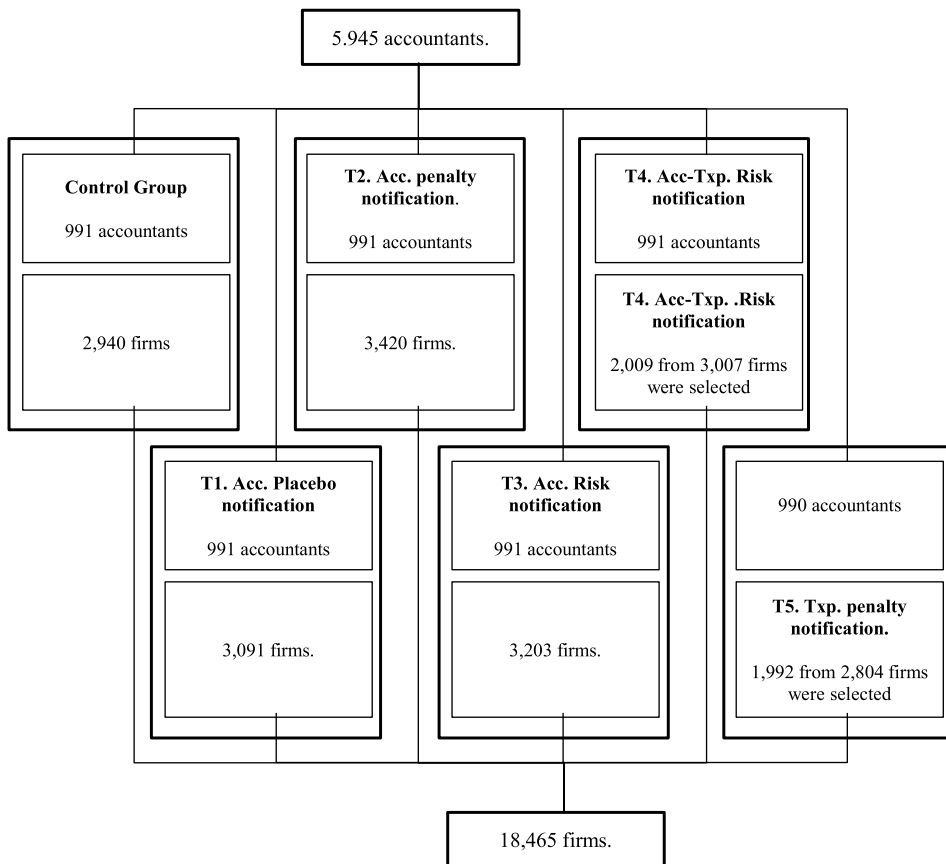 5.945 accountants.
Control Group
991 accountants
2,940 firms
T2. Acc. penalty
notification.
991 accountants
3,420 firms.
T4. Acc-Txp. Risk
notification
991 accountants
T4. Acc-Txp. .Risk
notification
2,009 from 3,007 firms
were selected
T1. Acc. Placebo
notification
991 accountants
3,091 firms.
T3. Acc. Risk
notification
991 accountants
3,203 firms.
990 accountants
T5. Txp. penalty
notification.
1,992 from 2,804 firms
were selected
18,465 firms.